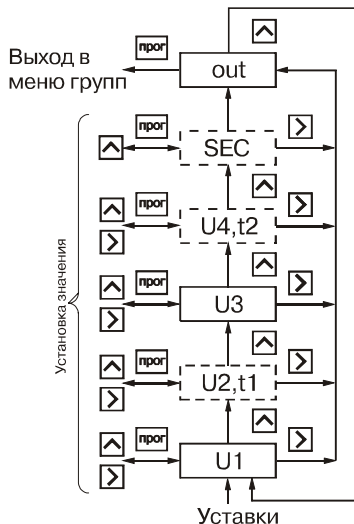 прог
Выход в
меню групп
out
прог
SEC
прог
U4,t2
прог
U3
прог
U2,t1
прог
U1
Установка значения
Уставки